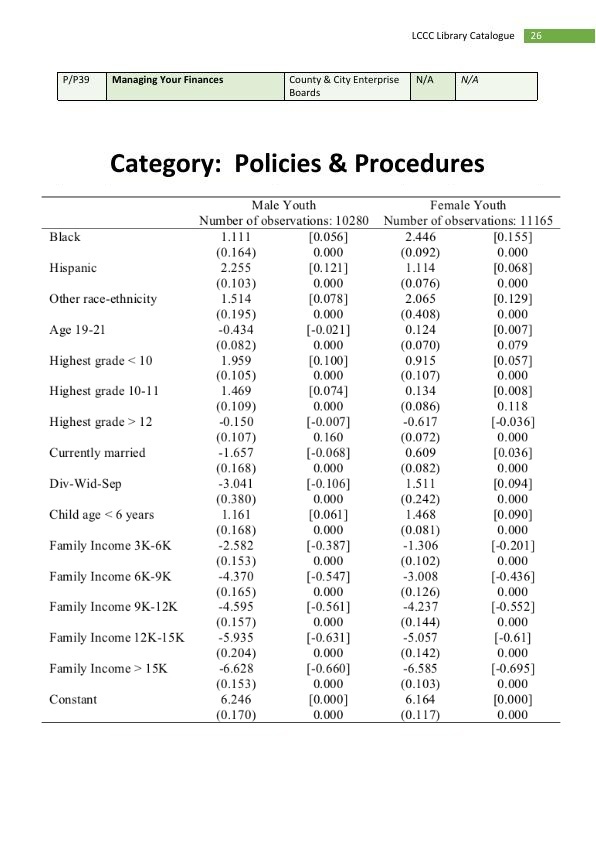 LCCC Library Catalogue 26
P/P39 Managing Your Finances County & City Enterprise Boards N/A N/A
Category: Policies & Procedures
Male Youth Female Youth
Number of observations: 10280 Number of observations: 11165
Black 1.111 [0.056] 2.446 [0.155]
(0.164) 0.000 (0.092) 0.000
Hispanic 2.255 [0.121] 1.114 [0.068]
(0.103) 0.000 (0.076) 0.000
Other race-ethnicity 1.514 [0.078] 2.065 [0.129]
(0.195) 0.000 (0.408) 0.000
Age 19-21 -0.434 [-0.021] 0.124 [0.007]
(0.082) 0.000 (0.070) 0.079
Highest grade < 10 1.959 [0.100] 0.915 [0.057]
(0.105) 0.000 (0.107) 0.000
Highest grade 10-11 1.469 [0.074] 0.134 [0.008]
(0.109) 0.000 (0.086) 0.118
Highest grade > 12 -0.150 [-0.007] -0.617 [-0.036]
(0.107) 0.160 (0.072) 0.000
Currently married -1.657 [-0.068] 0.609 [0.036]
(0.168) 0.000 (0.082) 0.000
Div-Wid-Sep -3.041 [-0.106] 1.511 [0.094]
(0.380) 0.000 (0.242) 0.000
Child age < 6 years 1.161 [0.061] 1.468 [0.090]
(0.168) 0.000 (0.081) 0.000
Family Income 3K-6K -2.582 [-0.387] -1.306 [-0.201]
(0.153) 0.000 (0.102) 0.000
Family Income 6K-9K -4.370 [-0.547] -3.008 [-0.436]
(0.165) 0.000 (0.126) 0.000
Family Income 9K-12K -4.595 [-0.561] -4.237 [-0.552]
(0.157) 0.000 (0.144) 0.000
Family Income 12K-15K -5.935 [-0.631] -5.057 [-0.61]
(0.204) 0.000 (0.142) 0.000
Family Income > 15K -6.628 [-0.660] -6.585 [-0.695]
(0.153) 0.000 (0.103) 0.000
Constant 6.246 [0.000] 6.164 [0.000]
(0.170) 0.000 (0.117) 0.000